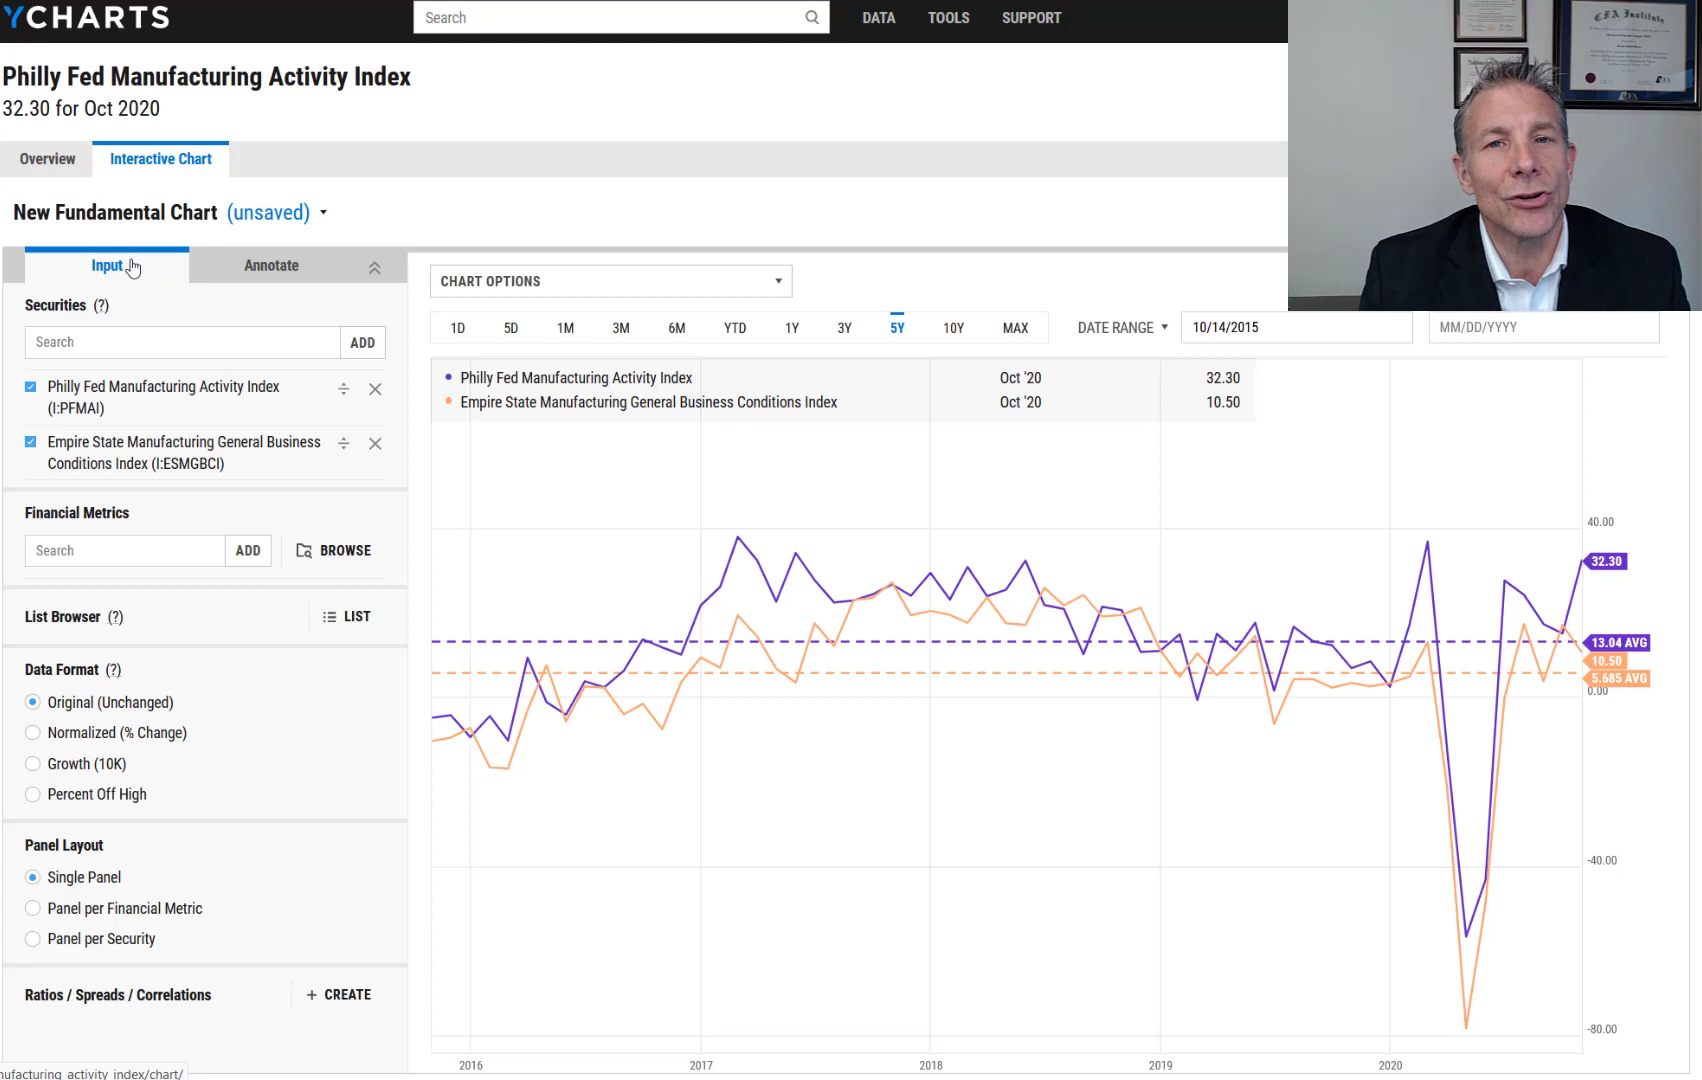 YCHARTS
Search
DATA
TOOLS
SUPPORT
Philly Fed Manufacturing Activity Index
32.30 for Oct 2020
Overview
Interactive Chart
New Fundamental Chart (unsaved)
Input
Annotate
Securities (?)
Search
ADD
Philly Fed Manufacturing Activity Index
(I:PFMAI)
Empire State Manufacturing General Business
Conditions Index (I:ESMGBCI)
Financial Metrics
Search
ADD
BROWSE
List Browser (?)
LIST
Data Format (?)
Original (Unchanged)
Normalized (% Change)
Growth (10K)
Percent Off High
Panel Layout
Single Panel
Panel per Financial Metric
Panel per Security
Ratios / Spreads / Correlations
+ CREATE
nufacturing_activity_index/chart/
CHART OPTIONS
1D 5D 1M 3M 6M YTD 1Y 3Y 5Y 10Y MAX
DATE RANGE
10/14/2015
MM/DD/YYYY
Philly Fed Manufacturing Activity Index Oct '20 32.30
Empire State Manufacturing General Business Conditions Index Oct '20 10.50
40.00
32.30
13.04 AVG
10.50
5.685 AVG
0.00
-40.00
-80.00
2016 2017 2018 2019 2020
CFA Institute